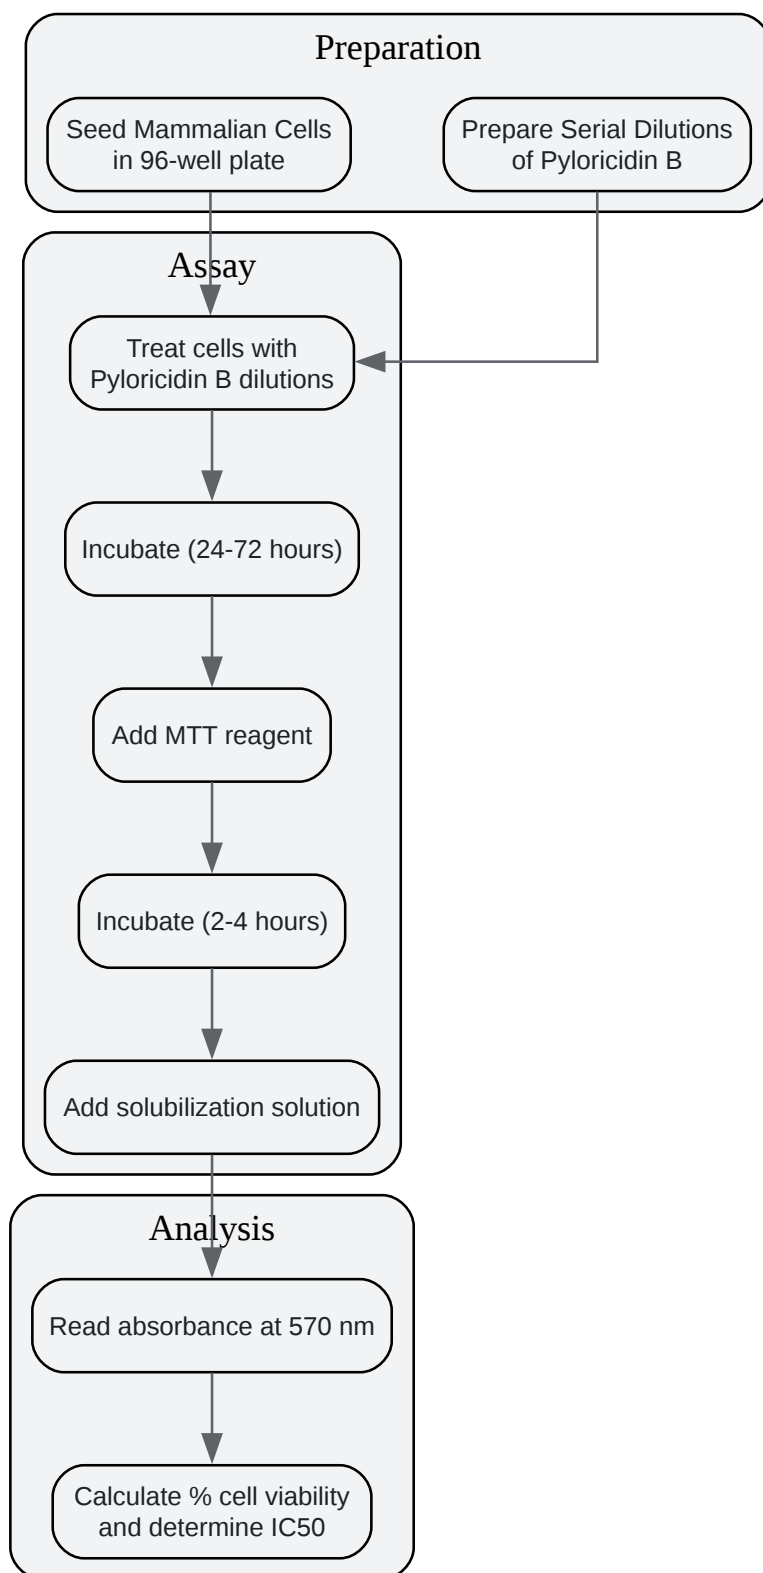 Preparation
Seed Mammalian Cells
in 96-well plate
Prepare Serial Dilutions
of Pyloricidin B
Assay
Treat cells with
Pyloricidin B dilutions
Incubate (24-72 hours)
Add MTT reagent
Incubate (2-4 hours)
Add solubilization solution
Analysis
Read absorbance at 570 nm
Calculate % cell viability
and determine IC50